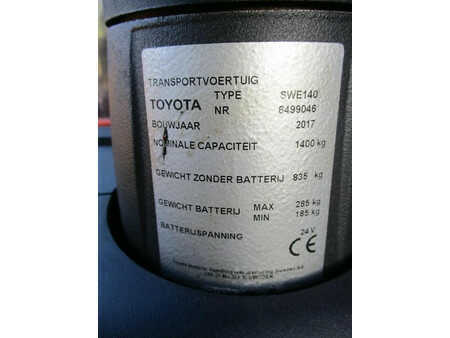 TRANSPORTVOERTUIG
TOYOTA TYPE SWE140
NR 6499046
BOUWJAAR 2017
NOMINALE CAPACITEIT 1400 kg
GEWICHT ZONDER BATTERIJ 835 kg
GEWICHT BATTERIJ MAX 285 kg
MIN 185 kg
BATTERIJSPANNING 24 V
CE